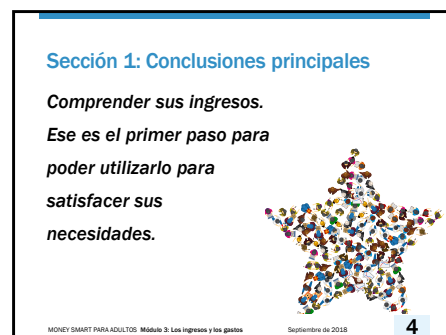 Sección 1: Conclusiones principales
Comprender sus ingresos.
Ese es el primer paso para
poder utilizarlo para
satisfacer sus
necesidades.
MONEY SMART PARA ADULTOS Módulo 3: Los ingresos y los gastos Septiembre de 2018 4